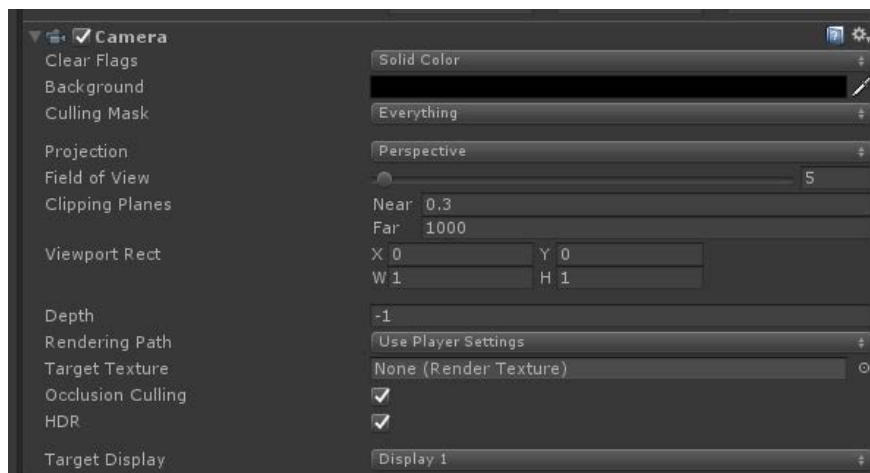 Camera
Clear Flags Solid Color
Background
Culling Mask Everything
Projection Perspective
Field of View 5
Clipping Planes Near 0.3
Far 1000
Viewport Rect X 0 Y 0
W 1 H 1
Depth -1
Rendering Path Use Player Settings
Target Texture None (Render Texture)
Occlusion Culling
HDR
Target Display Display 1